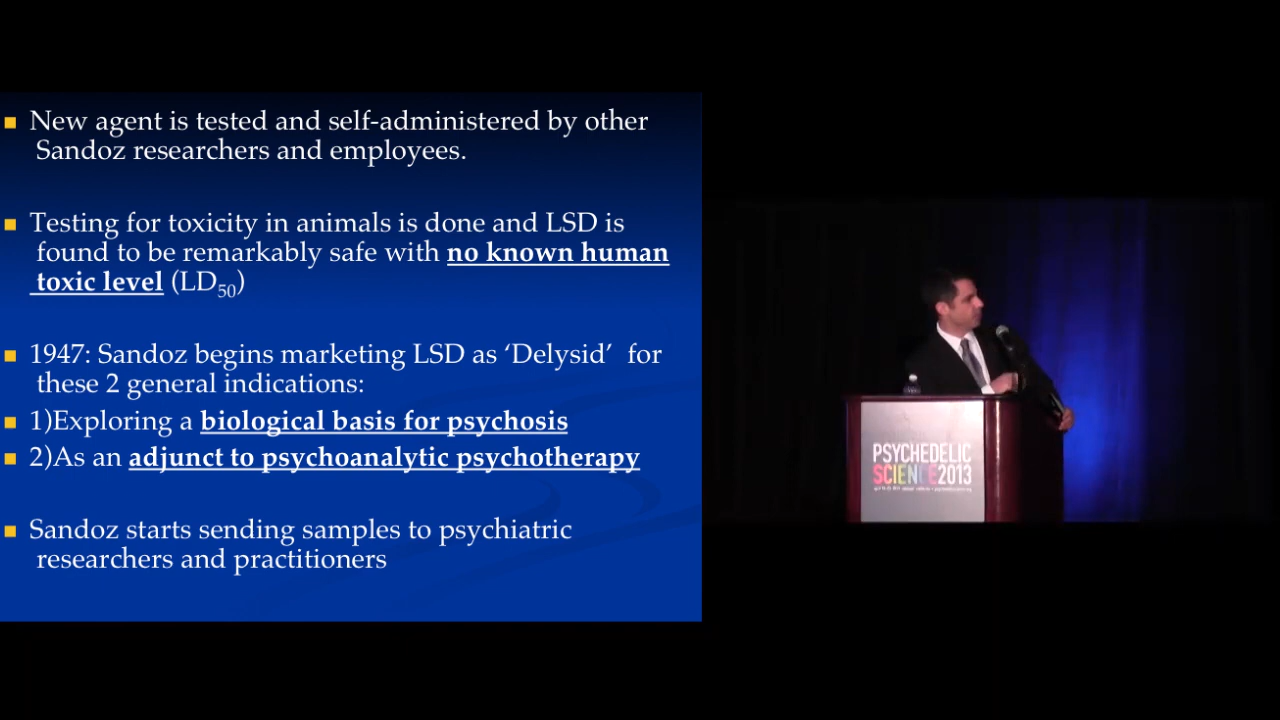 ■ New agent is tested and self-administered by other
Sandoz researchers and employees.
■ Testing for toxicity in animals is done and LSD is
found to be remarkably safe with no known human
toxic level (LD50)
■ 1947: Sandoz begins marketing LSD as ‘Delysid’ for
these 2 general indications:
■ 1)Exploring a biological basis for psychosis
■ 2)As an adjunct to psychoanalytic psychotherapy
■ Sandoz starts sending samples to psychiatric
researchers and practitioners
PSYCHEDELIC
SCIENCE2013